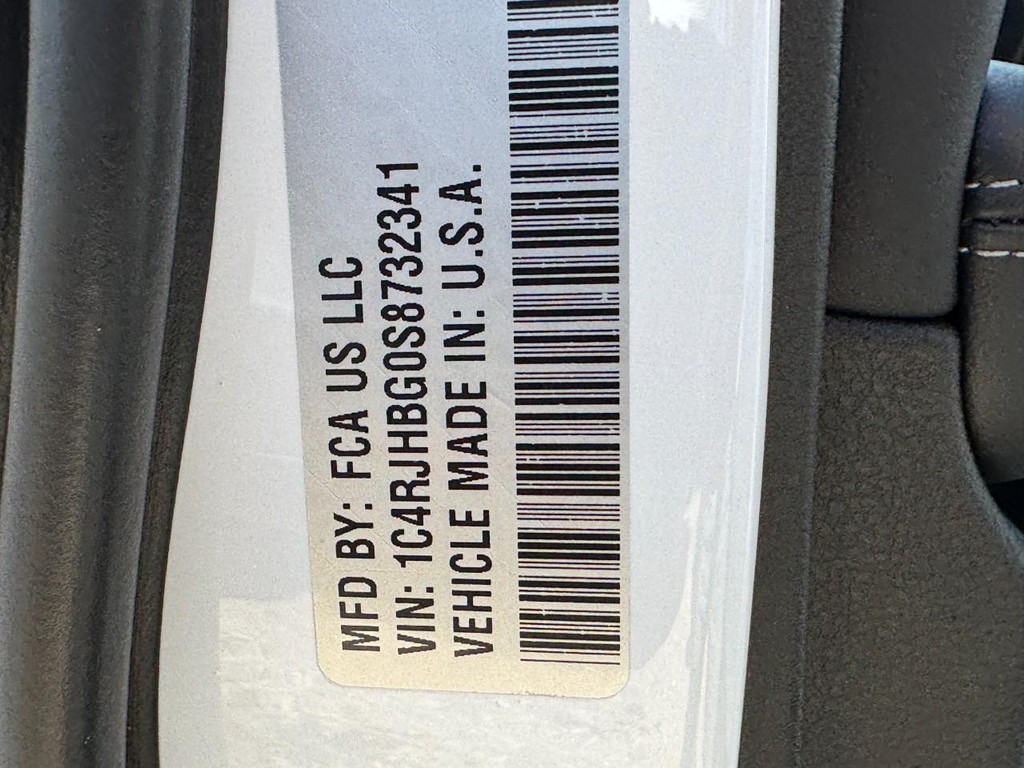 MFD BY: FCA US LLC
VIN: 1C4RJHBG0S8732341
VEHICLE MADE IN: U.S.A.